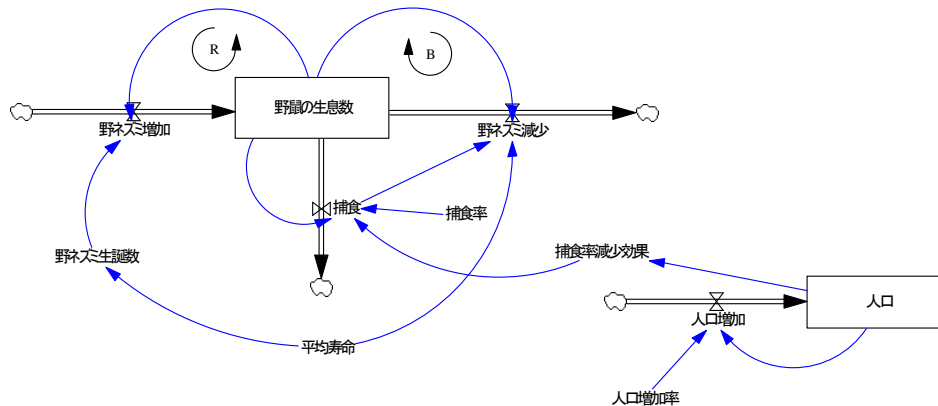 R
B
野鼠の生息数
野ネズミ増加
野ネズミ減少
捕食
捕食率
野ネズミ生誕数
捕食率減少効果
人口
人口増加
平均寿命
人口増加率